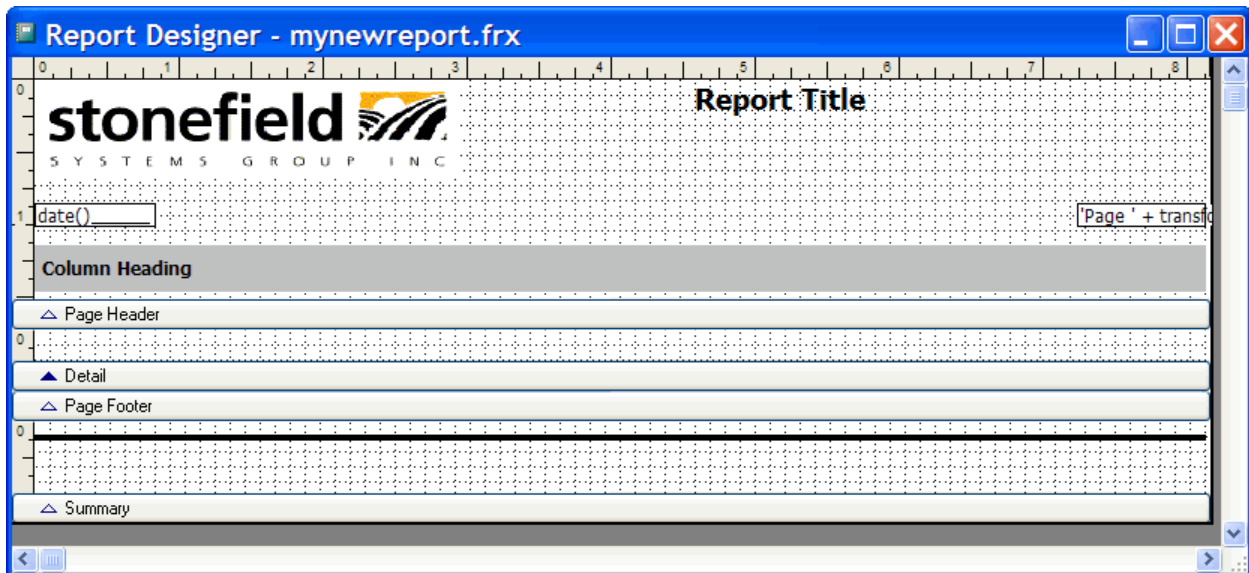 Report Designer - mynewreport.frx
0 1 2 3 4 5 6 7 8
0
Report Title
stonefield
SYSTEMS GROUP INC
1
date()______ 'Page ' + transfo
Column Heading
Page Header
0
Detail
Page Footer
0
Summary